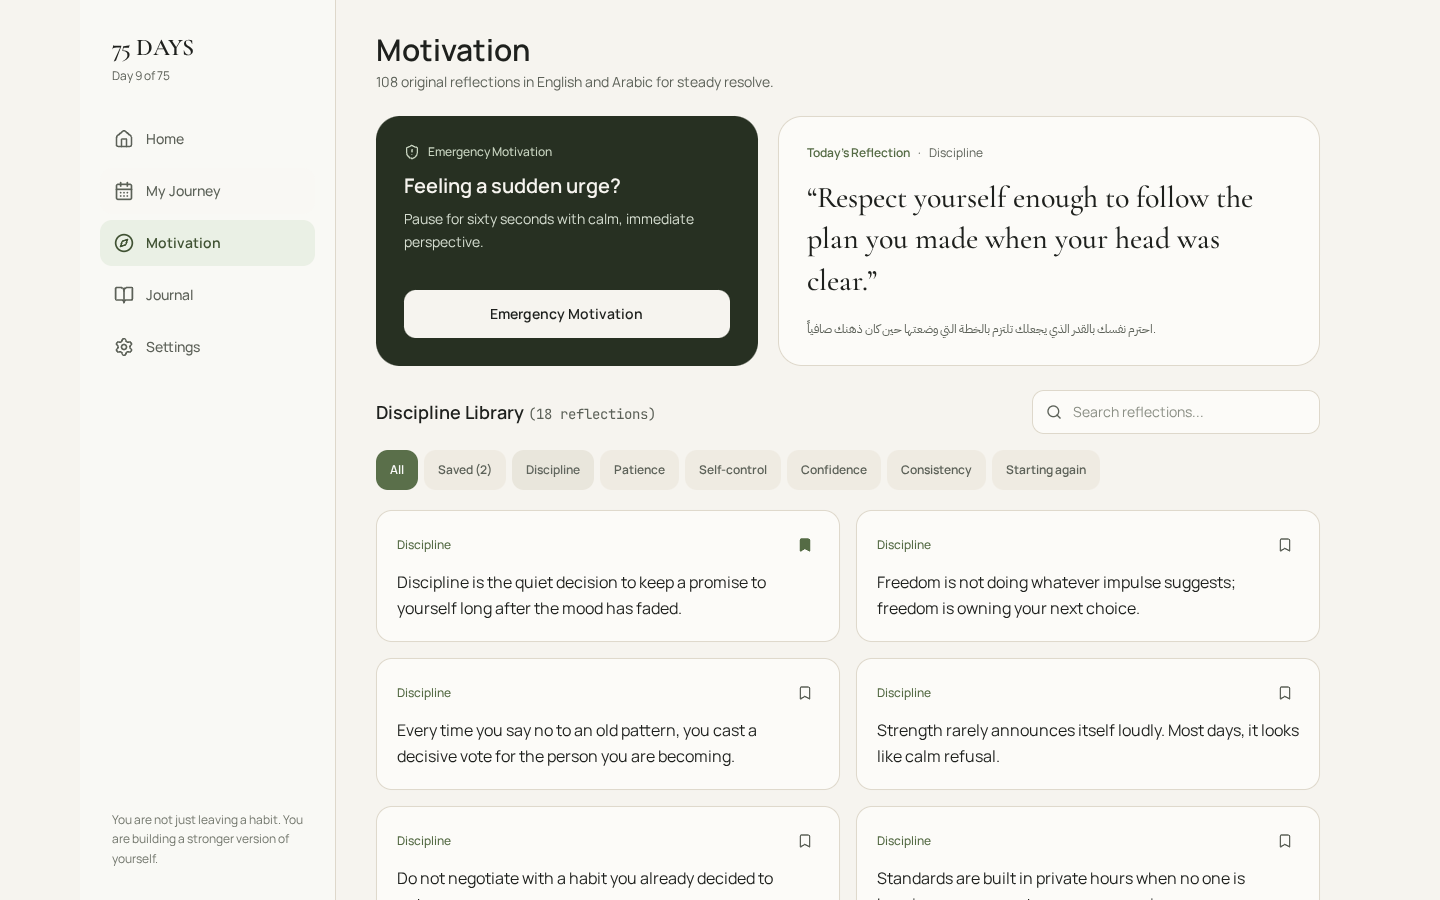 75 DAYS
Day 9 of 75
Home
My Journey
Motivation
Journal
Settings
You are not just leaving a habit. You
are building a stronger version of
yourself.
Motivation
108 original reflections in English and Arabic for steady resolve.
Emergency Motivation
Feeling a sudden urge?
Pause for sixty seconds with calm, immediate
perspective.
Emergency Motivation
Today's Reflection · Discipline
“Respect yourself enough to follow the
plan you made when your head was
clear.”
احترم نفسك بالقدر الذي يجعلك تلتزم بالخطة التي وضعتها حين كان ذهنك صافياً.
Discipline Library (18 reflections)
Search reflections...
All
Saved (2)
Discipline
Patience
Self-control
Confidence
Consistency
Starting again
Discipline
Discipline is the quiet decision to keep a promise to
yourself long after the mood has faded.
Discipline
Freedom is not doing whatever impulse suggests;
freedom is owning your next choice.
Discipline
Every time you say no to an old pattern, you cast a
decisive vote for the person you are becoming.
Discipline
Strength rarely announces itself loudly. Most days, it looks
like calm refusal.
Discipline
Do not negotiate with a habit you already decided to
Discipline
Standards are built in private hours when no one is